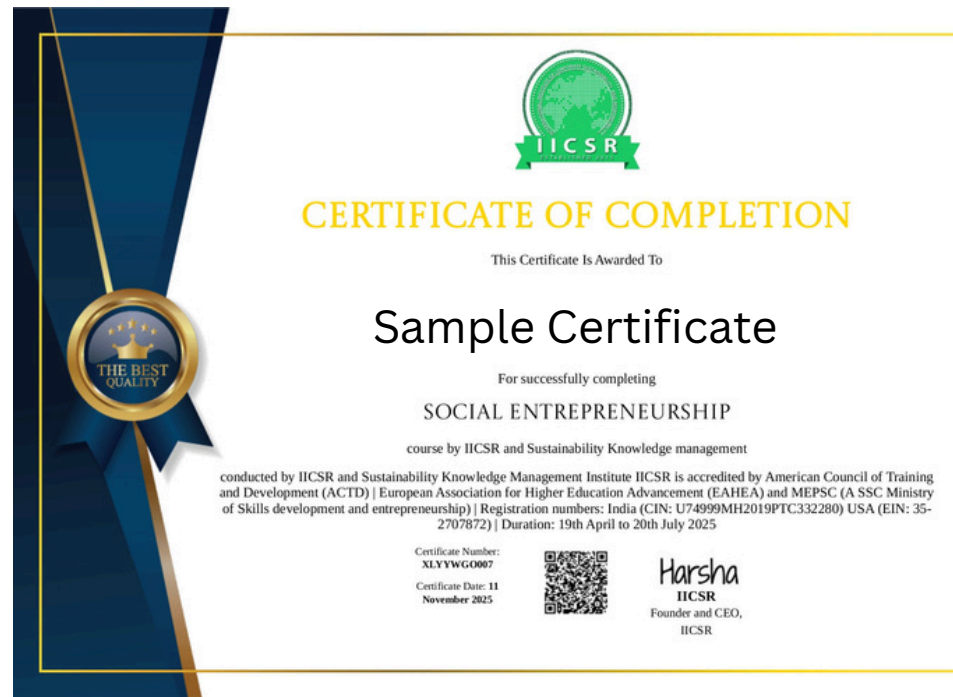 IICSR
CERTIFICATE OF COMPLETION
This Certificate Is Awarded To
Sample Certificate
For successfully completing
SOCIAL ENTREPRENEURSHIP
course by IICSR and Sustainability Knowledge management
conducted by IICSR and Sustainability Knowledge Management Institute IICSR is accredited by American Council of Training
and Development (ACTD) | European Association for Higher Education Advancement (EAHEA) and MEPSC (A SSC Ministry
of Skills development and entrepreneurship) | Registration numbers: India (CIN: U74999MH2019PTC332280) USA (EIN: 35-
2707872) | Duration: 19th April to 20th July 2025
THE BEST
QUALITY
Certificate Number:
XLYYWGO007
Certificate Date: 11
November 2025
Harsha
IICSR
Founder and CEO,
IICSR